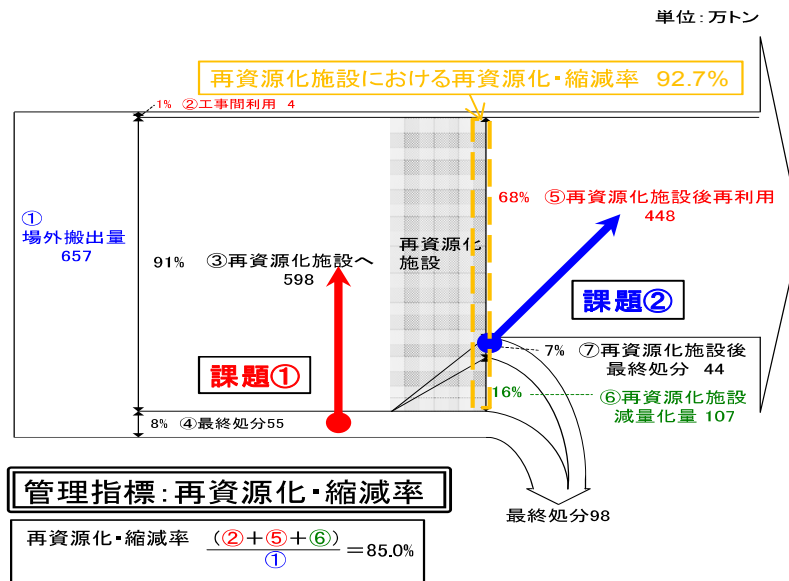 単位:万トン
再資源化施設における再資源化・縮減率 92.7%
1% ②工事間利用 4
①
場外搬出量
657
91%
③再資源化施設へ
598
再資源化
施設
68%
⑤再資源化施設後再利用
448
課題①
課題②
7%
⑦再資源化施設後
最終処分 44
16%
⑥再資源化施設
減量化量 107
8% ④最終処分55
最終処分98
管理指標:再資源化・縮減率
再資源化・縮減率 (②+⑤+⑥) =85.0%
①